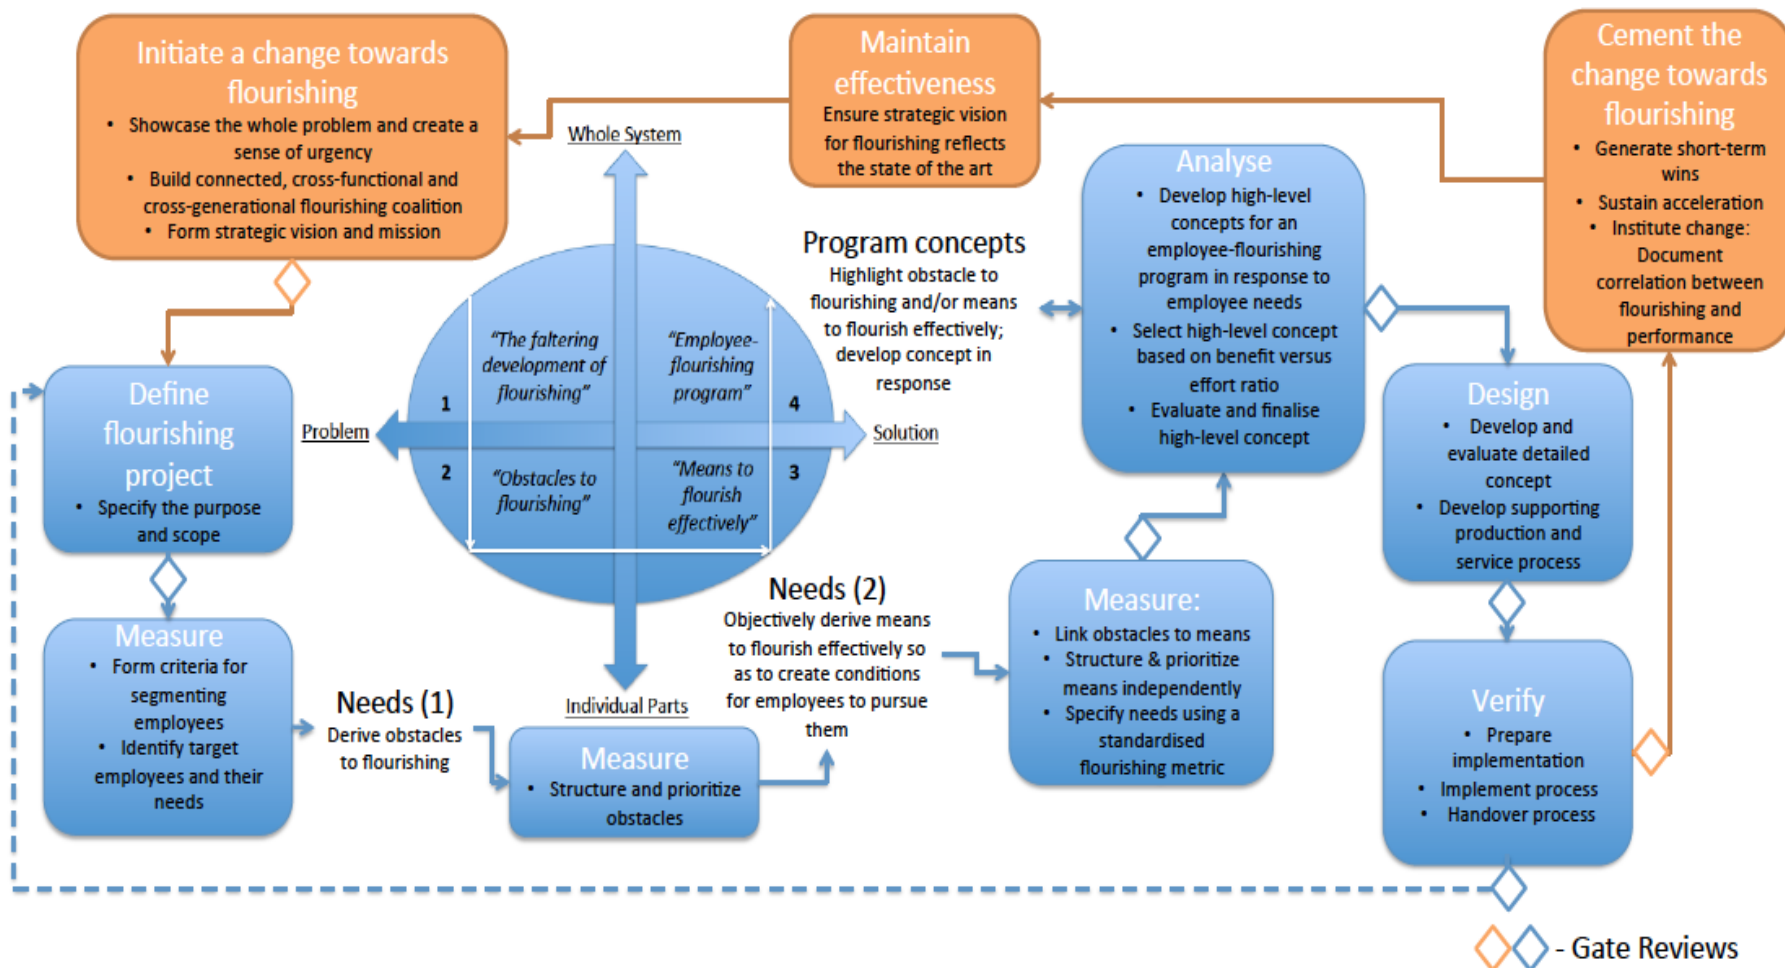 Initiate a change towards
flourishing
• Showcase the whole problem and create a
sense of urgency
• Build connected, cross-functional and
cross-generational flourishing coalition
• Form strategic vision and mission
Maintain
effectiveness
Ensure strategic vision
for flourishing reflects
the state of the art
Cement the
change towards
flourishing
• Generate short-term
wins
• Sustain acceleration
• Institute change:
Document
correlation between
flourishing and
performance
Whole System
Problem
Solution
Individual Parts
1
"The faltering
development of
flourishing"
2
"Obstacles to
flourishing"
3
"Means to
flourish
effectively"
4
"Employee-
flourishing
program"
Define
flourishing
project
• Specify the purpose
and scope
Measure
• Form criteria for
segmenting
employees
• Identify target
employees and their
needs
Needs (1)
Derive obstacles
to flourishing
Measure
• Structure and prioritize
obstacles
Needs (2)
Objectively derive means
to flourish effectively so
as to create conditions
for employees to pursue
them
Measure:
• Link obstacles to means
• Structure & prioritize
means independently
• Specify needs using a
standardised
flourishing metric
Program concepts
Highlight obstacle to
flourishing and/or means
to flourish effectively;
develop concept in
response
Analyse
• Develop high-level
concepts for an
employee-flourishing
program in response to
employee needs
• Select high-level concept
based on benefit versus
effort ratio
• Evaluate and finalise
high-level concept
Design
• Develop and
evaluate detailed
concept
• Develop supporting
production and
service process
Verify
• Prepare
implementation
• Implement process
• Handover process
- Gate Reviews